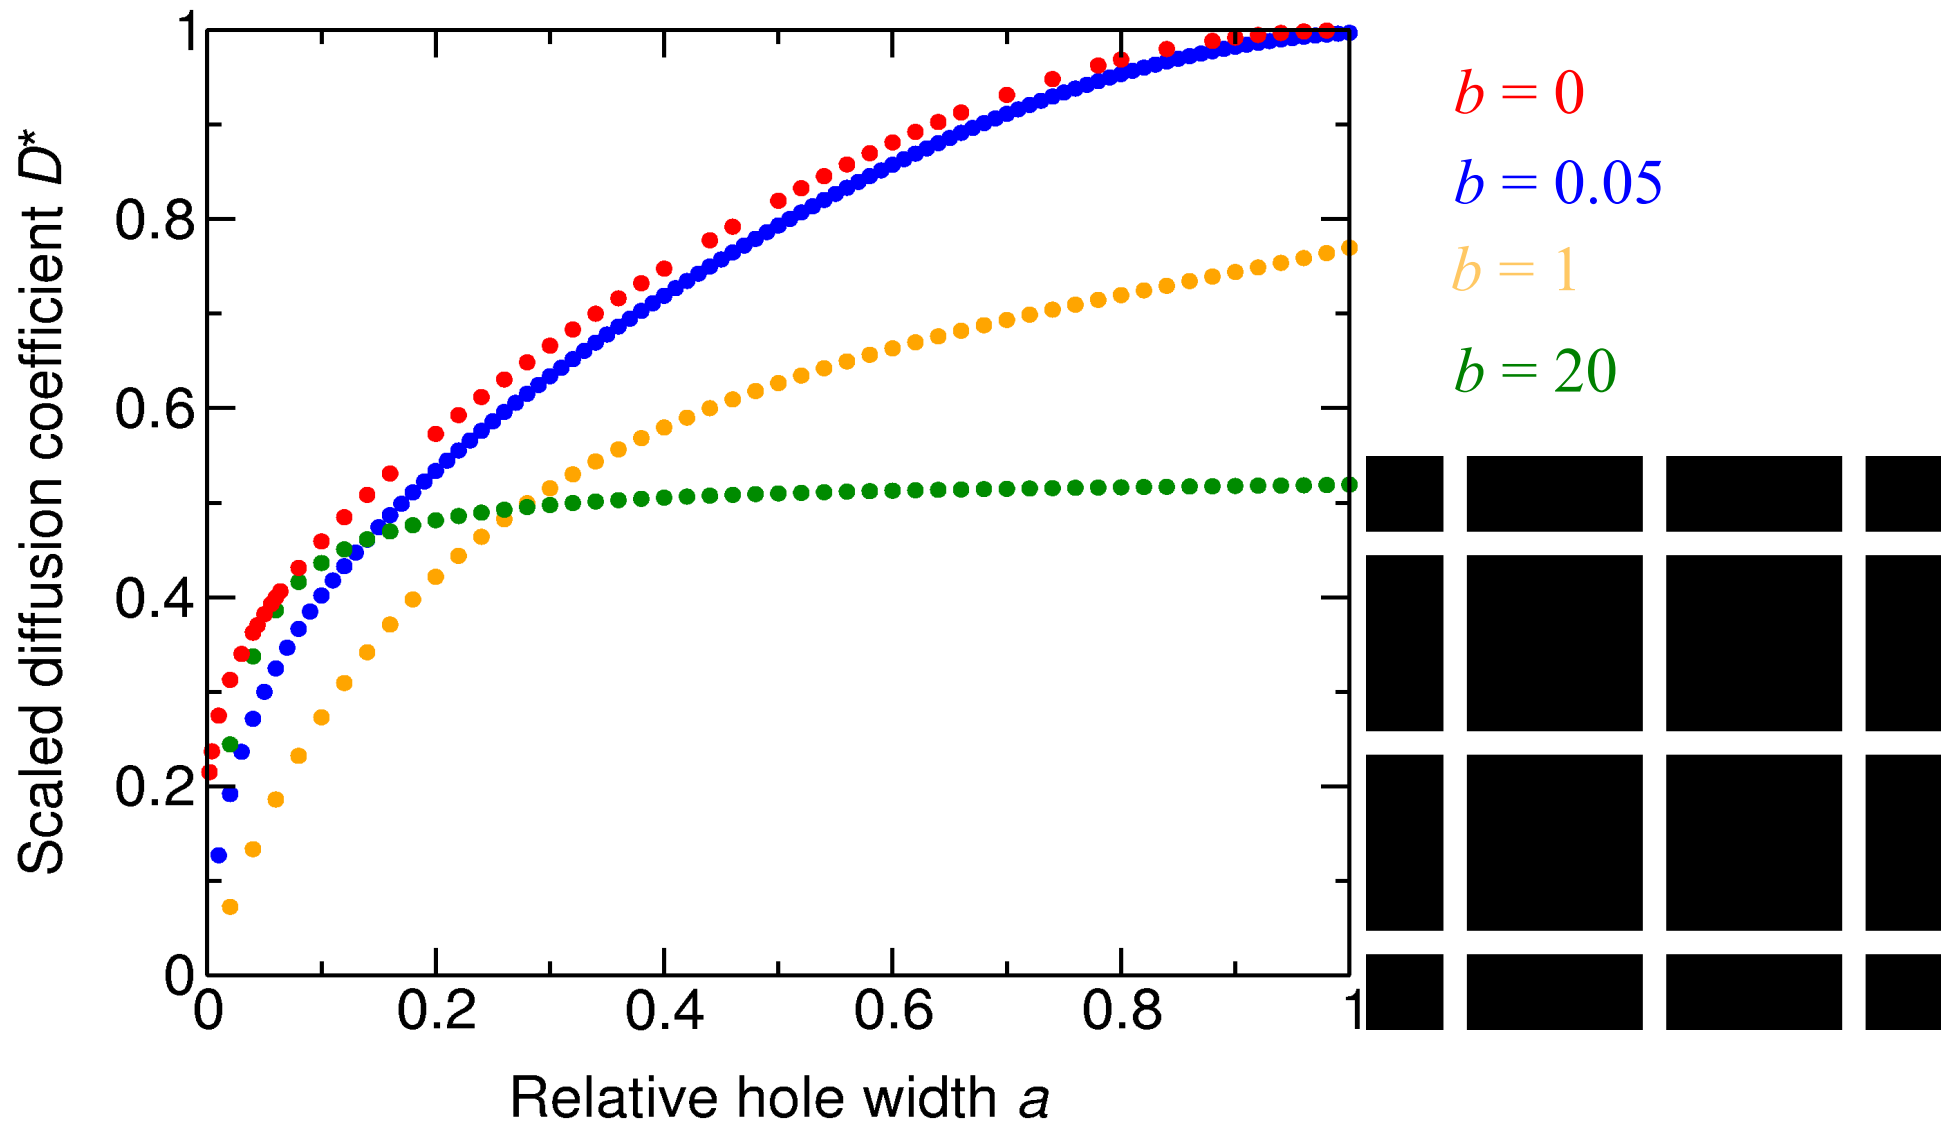 Scaled diffusion coefficient D*
1
0.8
0.6
0.4
0.2
0
0 0.2 0.4 0.6 0.8 1
Relative hole width a
b = 0
b = 0.05
b = 1
b = 20